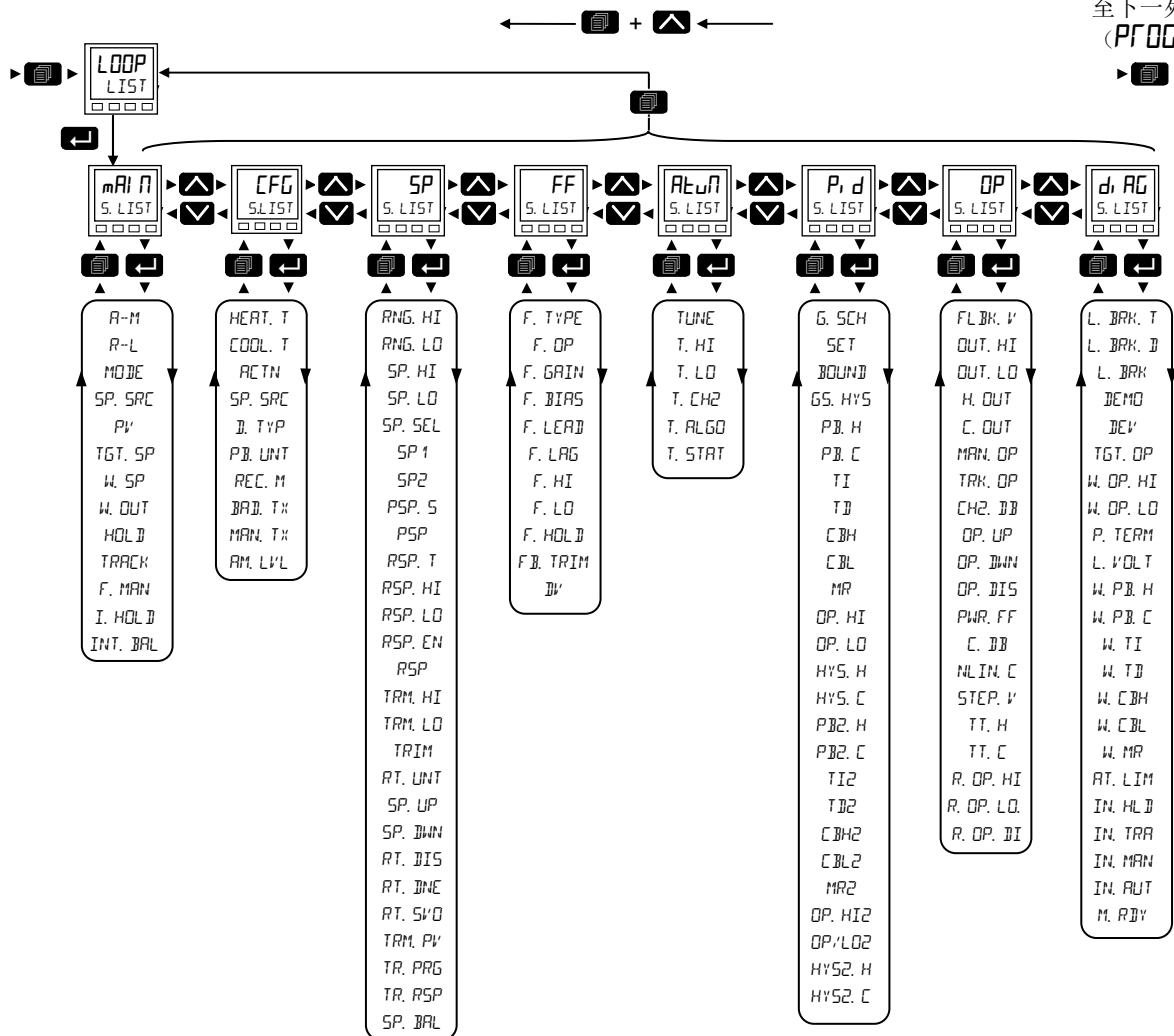 至下一列
(PROG
+
LOOP
LIST
MAIN
S. LIST
CFG
S.LIST
SP
S. LIST
FF
S. LIST
ATUN
S. LIST
PID
S. LIST
OP
S. LIST
DIAG
S. LIST
A-M
R-L
MODE
SP. SRC
PV
TGT. SP
W. SP
W. OUT
HOLD
TRACK
F. MAN
I. HOLD
INT. BAL
HEAT. T
COOL. T
ACTN
SP. SRC
D. TYP
PB. UNT
REC. M
BAD. TX
MAN. TX
AM. LVL
RNG. HI
RNG. LO
SP. HI
SP. LO
SP. SEL
SP1
SP2
PSP. S
PSP
RSP. T
RSP. HI
RSP. LO
RSP. EN
RSP
TRM. HI
TRM. LO
TRIM
RT. UNT
SP. UP
SP. DWN
RT. DIS
RT. DNE
RT. SVO
TRM. PV
TR. PRG
TR. RSP
SP. BAL
F. TYPE
F. OP
F. GAIN
F. BIAS
F. LEAD
F. LAG
F. HI
F. LO
F. HOLD
FB. TRIM
DV
TUNE
T. HI
T. LO
T. CH2
T. ALGO
T. STAT
G. SCH
SET
BOUND
GS. HYS
PB. H
PB. C
TI
TD
CBH
CBL
MR
OP. HI
OP. LO
HYS. H
HYS. C
PB2. H
PB2. C
TI2
TD2
CBH2
CBL2
MR2
OP. HI2
OP/LO2
HYS2. H
HYS2. C
FLBK. V
OUT. HI
OUT. LO
H. OUT
C. OUT
MAN. OP
TRK. OP
CH2. DB
OP. UP
OP. DWN
OP. DIS
PWR. FF
C. DB
NLIN. C
STEP. V
TT. H
TT. C
R. OP. HI
R. OP. LO.
R. OP. DI
L. BRK. T
L. BRK. D
L. BRK
DEMO
DEV
TGT. OP
W. OP. HI
W. OP. LO
P. TERM
L. VOLT
W. PB. H
W. PB. C
W. TI
W. TD
W. CBH
W. CBL
W. MR
AT. LIM
IN. HLD
IN. TRA
IN. MAN
IN. AUT
M. RDY